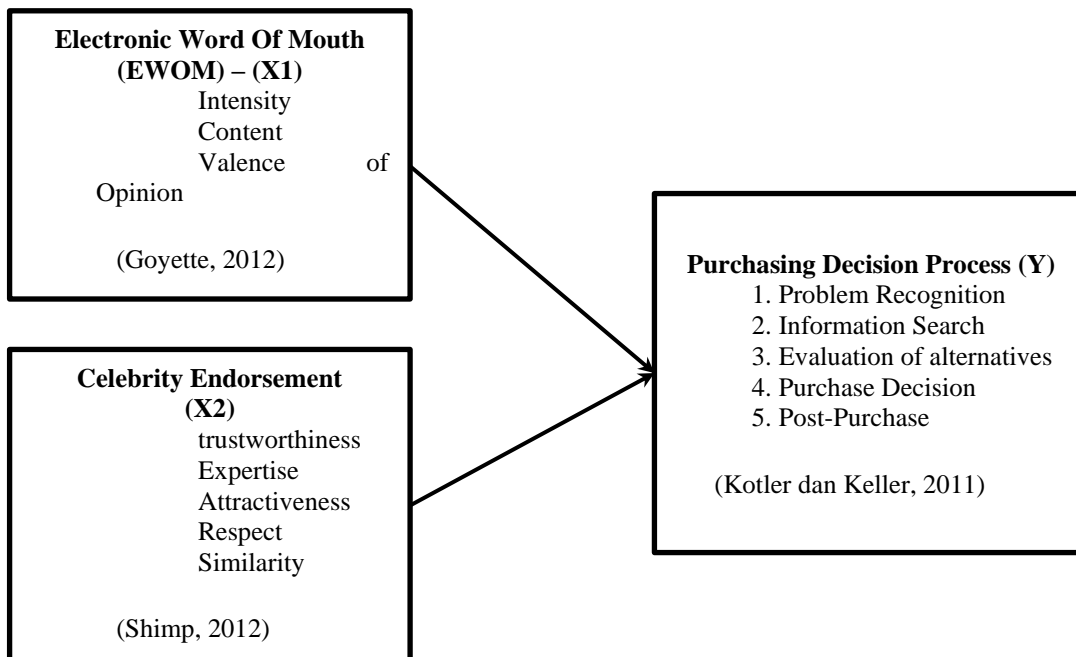 Electronic Word Of Mouth
(EWOM) – (X1)
Intensity
Content
Valence of
Opinion
(Goyette, 2012)
Celebrity Endorsement
(X2)
trustworthiness
Expertise
Attractiveness
Respect
Similarity
(Shimp, 2012)
Purchasing Decision Process (Y)
1. Problem Recognition
2. Information Search
3. Evaluation of alternatives
4. Purchase Decision
5. Post-Purchase
(Kotler dan Keller, 2011)